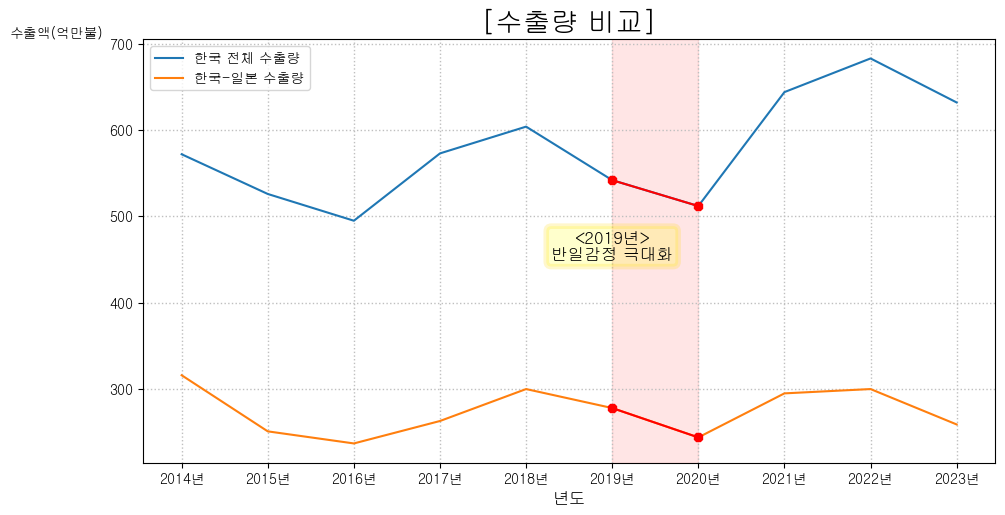 [수출량 비교]
수출액(억만불)
700
600
500
400
300
한국 전체 수출량
한국-일본 수출량
<2019년>
반일감정 극대화
2014년 2015년 2016년 2017년 2018년 2019년 2020년 2021년 2022년 2023년
년도